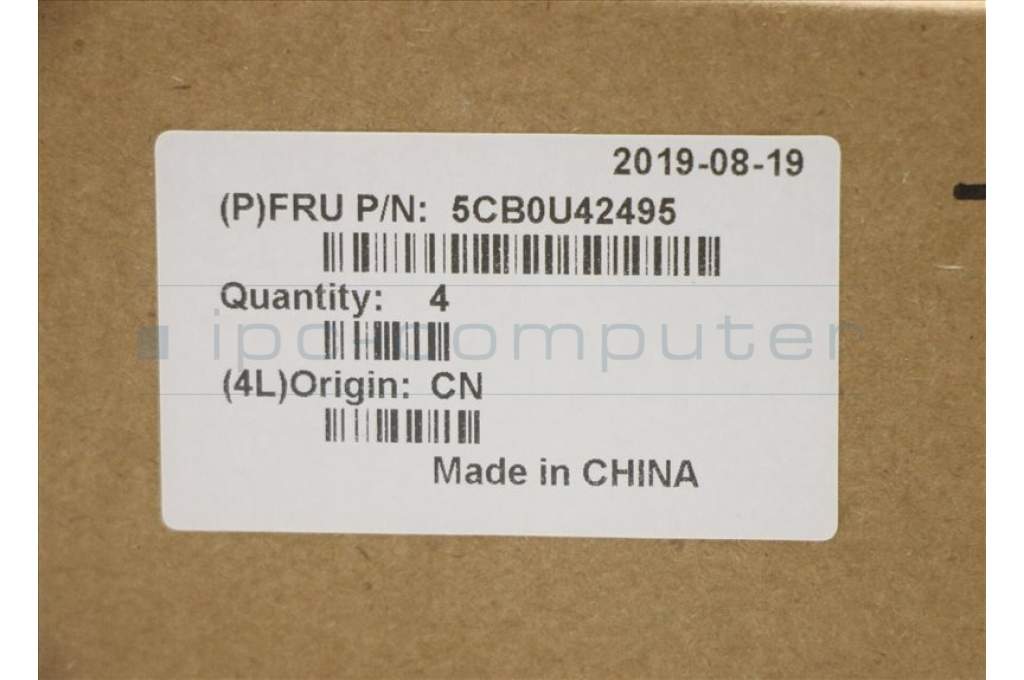 2019-08-19
(P)FRU P/N: 5CB0U42495
Quantity: 4
ipc-computer
(4L)Origin: CN
Made in CHINA